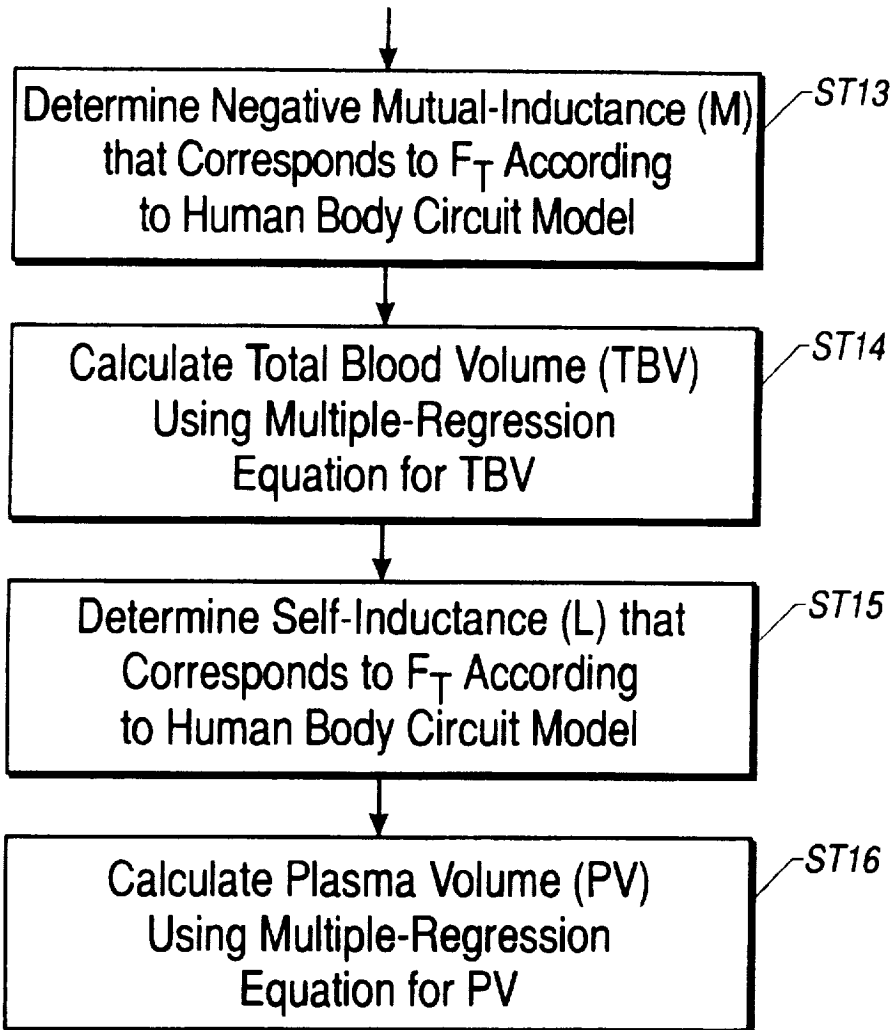 ST13
Determine Negative Mutual-Inductance (M)
that Corresponds to F_T According
to Human Body Circuit Model
ST14
Calculate Total Blood Volume (TBV)
Using Multiple-Regression
Equation for TBV
ST15
Determine Self-Inductance (L) that
Corresponds to F_T According
to Human Body Circuit Model
ST16
Calculate Plasma Volume (PV)
Using Multiple-Regression
Equation for PV